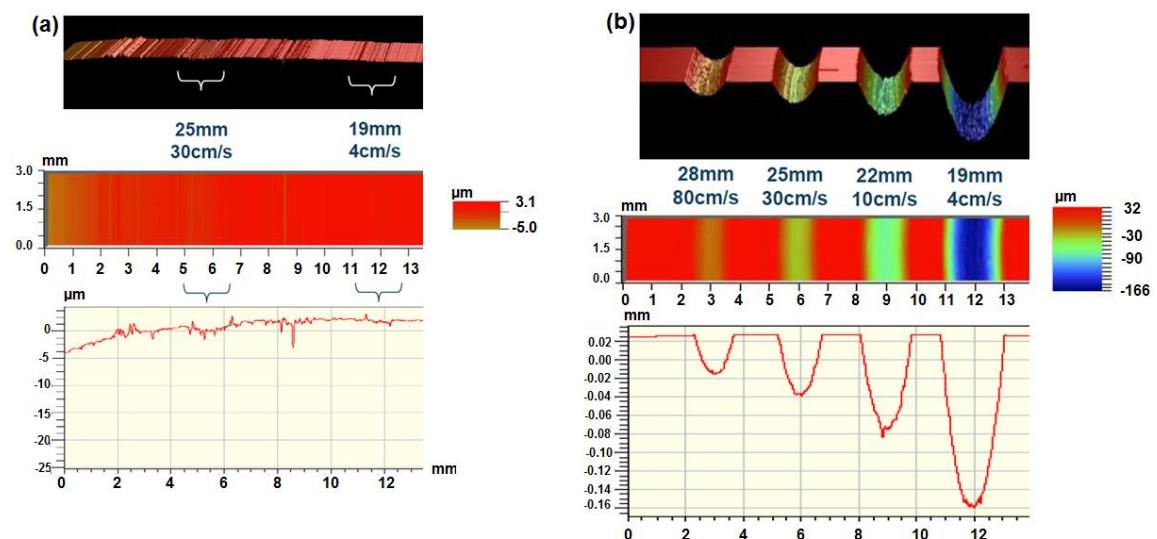 (a)
25mm
30cm/s
19mm
4cm/s
mm
3.0
1.5
0.0
0 1 2 3 4 5 6 7 8 9 10 11 12 13
µm
3.1
-5.0
µm
0
-5
-10
-15
-20
-25
0 2 4 6 8 10 12
mm
(b)
28mm
80cm/s
25mm
30cm/s
22mm
10cm/s
19mm
4cm/s
3.0
1.5
0.0
0 1 2 3 4 5 6 7 8 9 10 11 12 13
µm
32
-30
-90
-166
mm
0.02
0.00
-0.02
-0.04
-0.06
-0.08
-0.10
-0.12
-0.14
-0.16
0 2 4 6 8 10 12